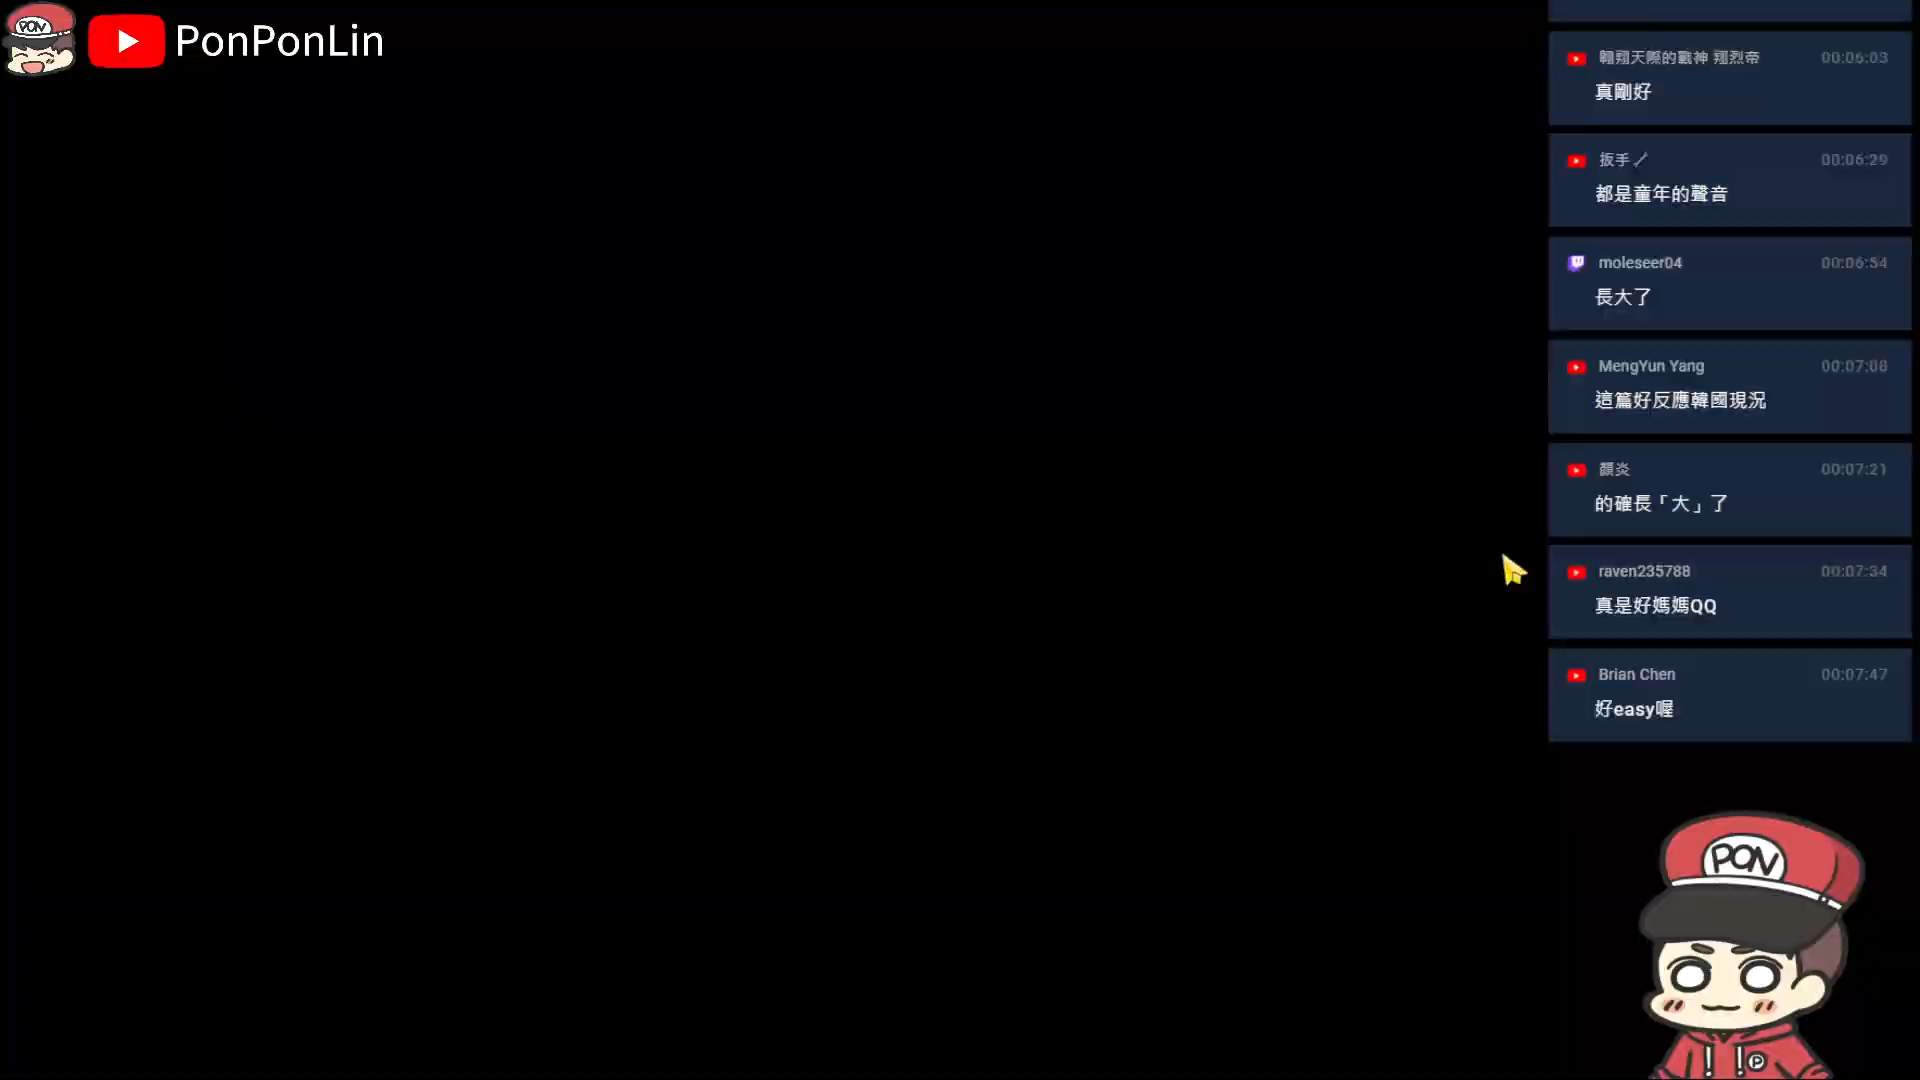 PON
PonPonLin
翱翔天際的戰神 翔烈帝 00:06:03
真剛好
扳手 00:06:29
都是童年的聲音
moleseer04 00:06:54
長大了
MengYun Yang 00:07:08
這篇好反應韓國現況
顏炎 00:07:21
的確長「大」了
raven235788 00:07:34
真是好媽媽QQ
Brian Chen 00:07:47
好easy喔
PON
P